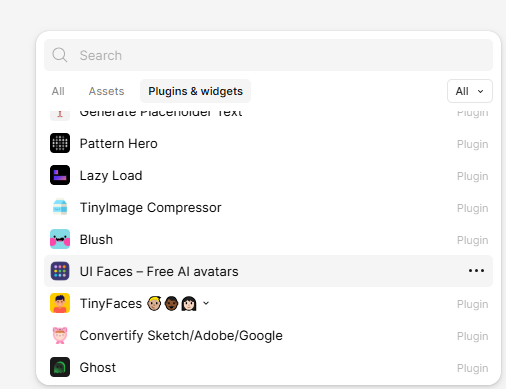 Search
All Assets Plugins & widgets All
Generate Placeholder Text Plugin
Pattern Hero Plugin
Lazy Load Plugin
TinyImage Compressor Plugin
Blush Plugin
UI Faces – Free AI avatars
TinyFaces Plugin
Convertify Sketch/Adobe/Google Plugin
Ghost Plugin